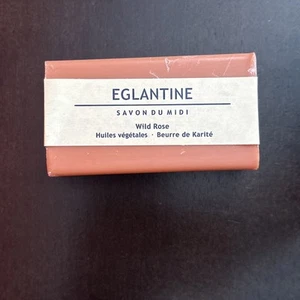 EGLANTINE
SAVON DU MIDI
Wild Rose
Huiles végétales · Beurre de Karité